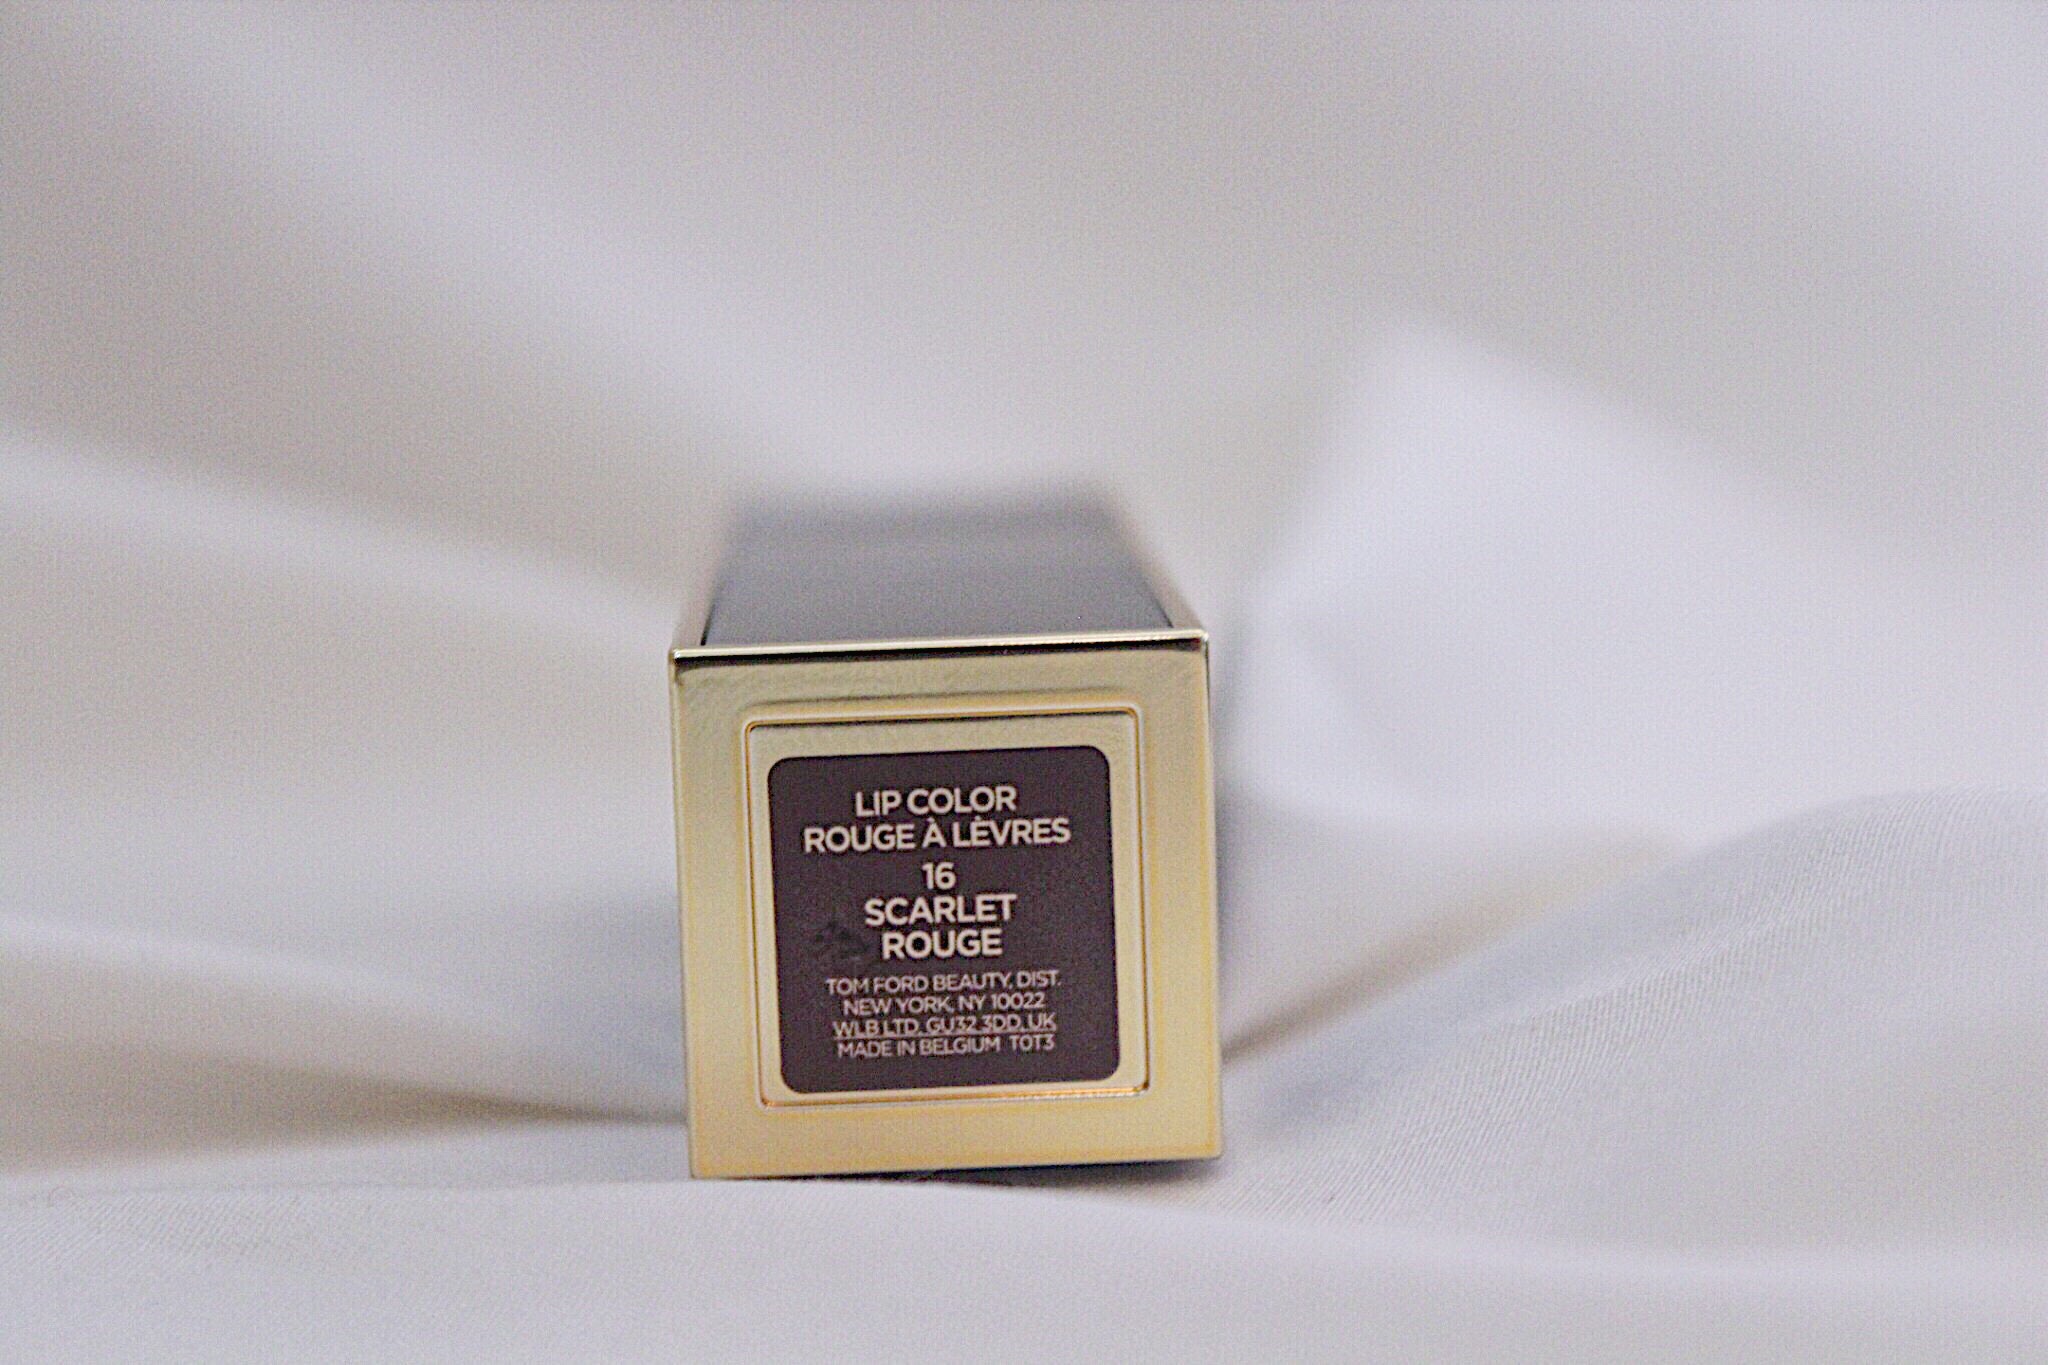 LIP COLOR
ROUGE À LÈVRES
16
SCARLET
ROUGE
TOM FORD BEAUTY, DIST.
NEW YORK, NY 10022
WLB LTD, GU32 3DD, UK
MADE IN BELGIUM T0T3